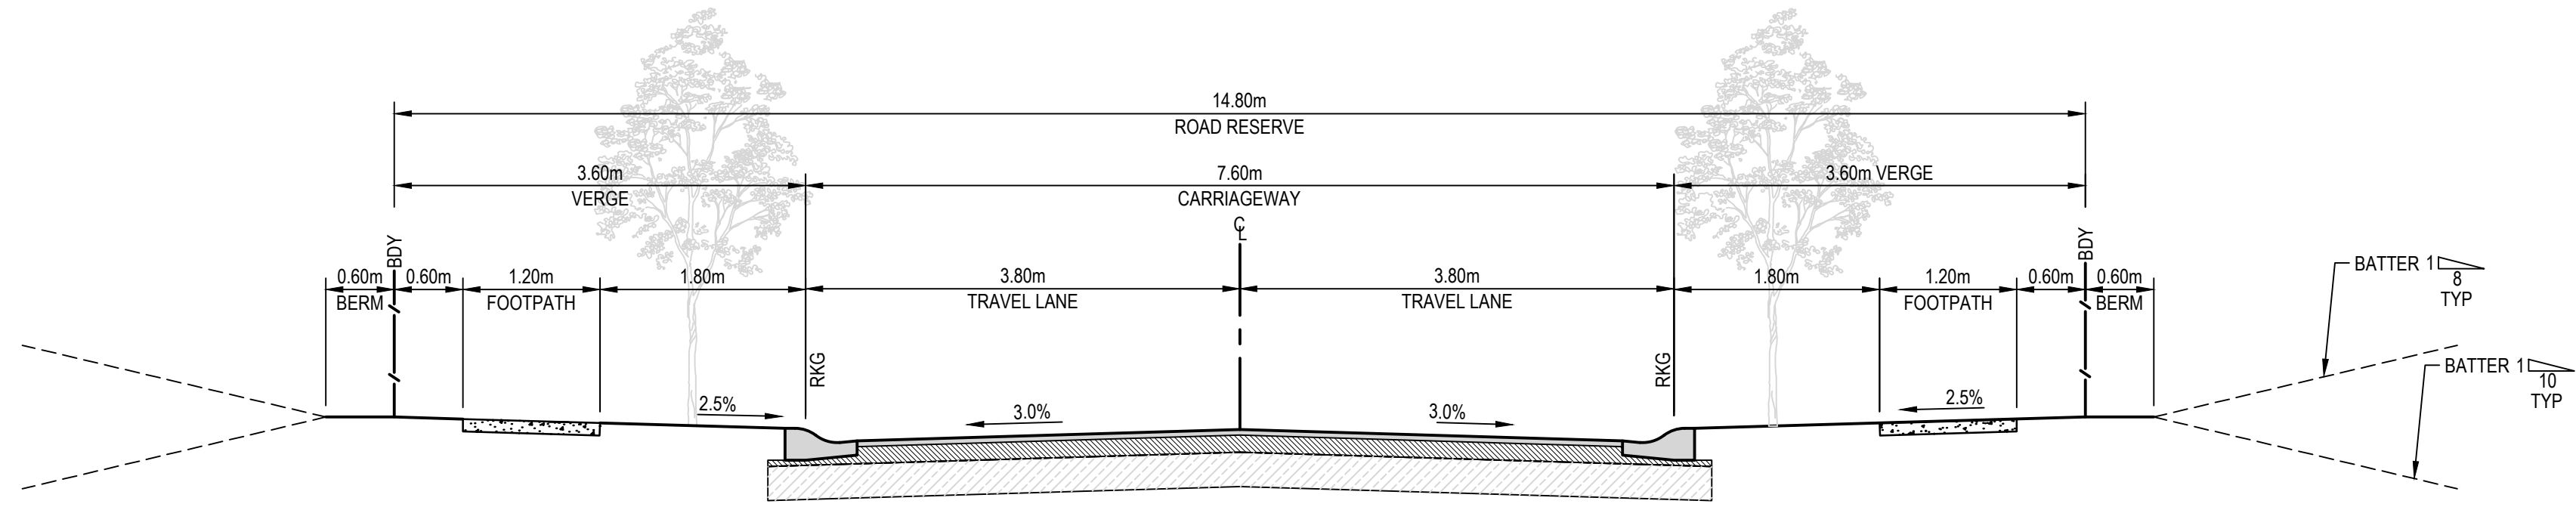 14.80m
ROAD RESERVE
3.60m
VERGE
7.60m
CARRIAGEWAY
3.60m VERGE
℄
BDY
BDY
0.60m
BERM
0.60m
1.20m
FOOTPATH
1.80m
3.80m
TRAVEL LANE
3.80m
TRAVEL LANE
1.80m
1.20m
FOOTPATH
0.60m
0.60m
BERM
BATTER 1
8
TYP
BATTER 1
10
TYP
RKG
RKG
2.5%
3.0%
3.0%
2.5%